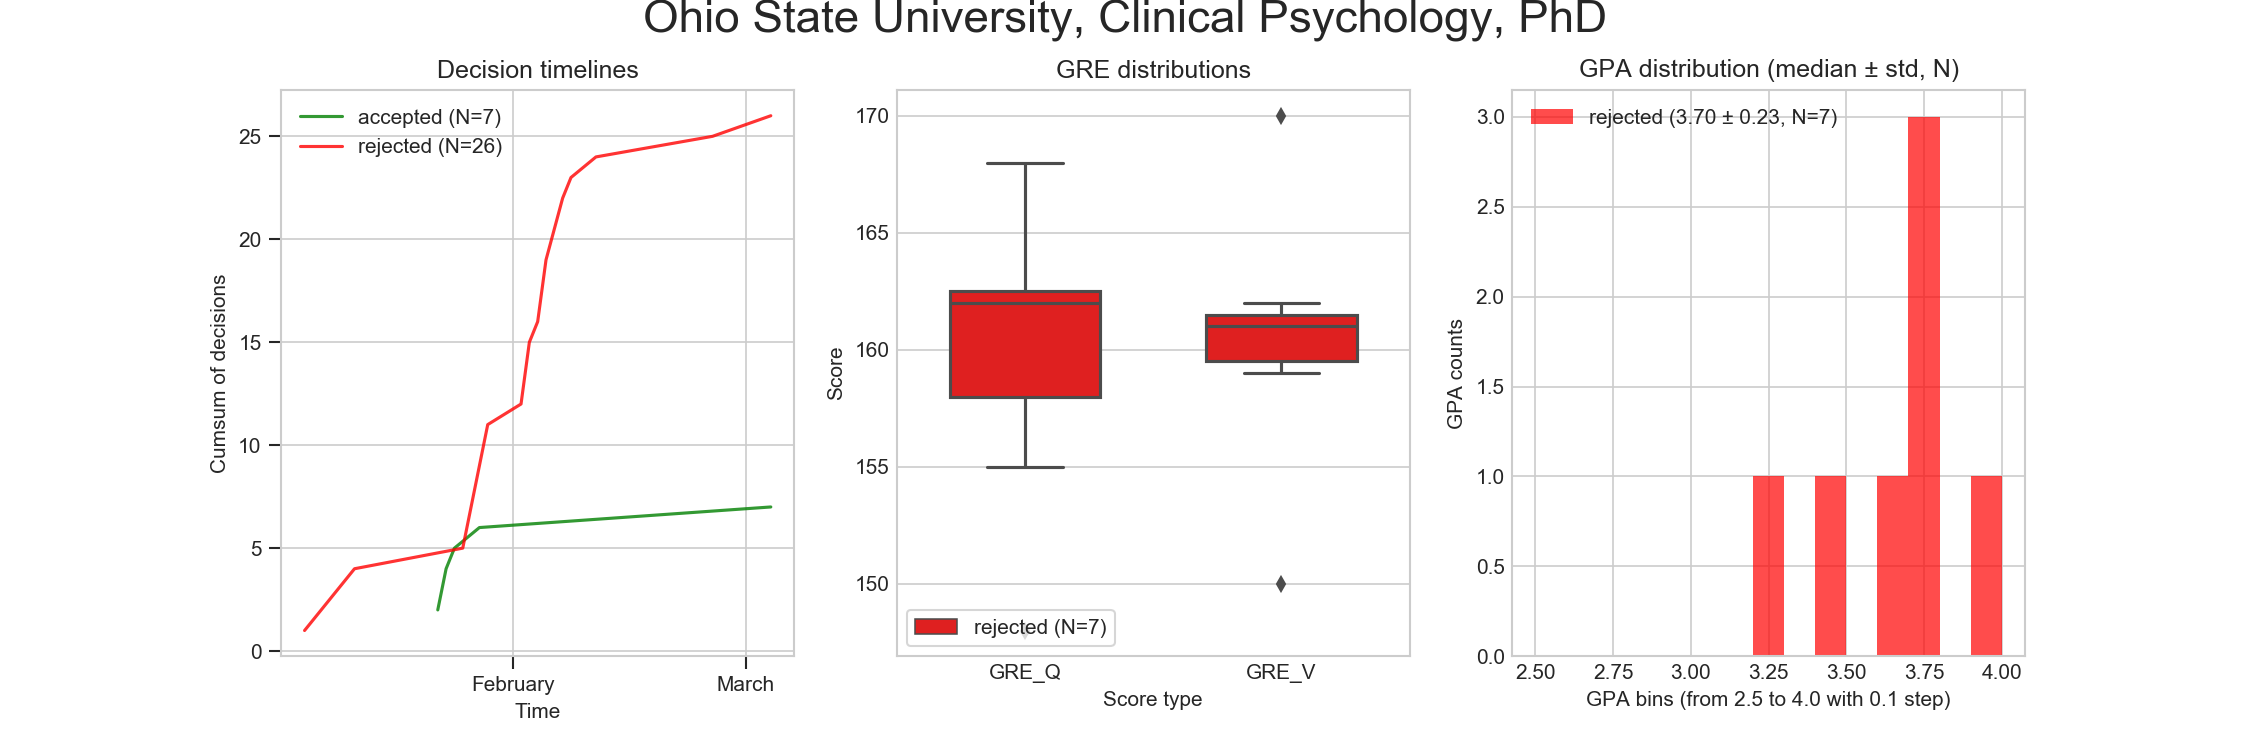 Ohio State University, Clinical Psychology, PhD
Decision timelines
accepted (N=7)
rejected (N=26)
25
20
15
10
5
0
Cumsum of decisions
February
March
Time
GRE distributions
170
165
160
155
150
Score
rejected (N=7)
GRE_Q
GRE_V
Score type
GPA distribution (median ± std, N)
rejected (3.70 ± 0.23, N=7)
3.0
2.5
2.0
1.5
1.0
0.5
0.0
GPA counts
2.50
2.75
3.00
3.25
3.50
3.75
4.00
GPA bins (from 2.5 to 4.0 with 0.1 step)